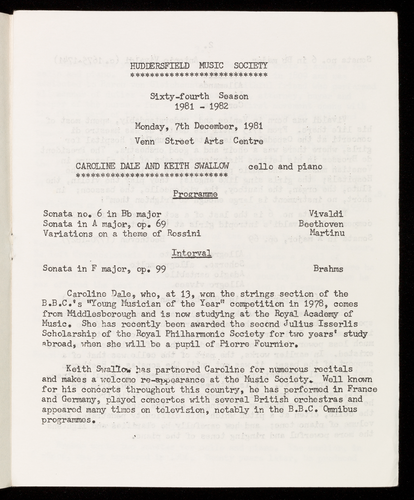 HUDDERSFIELD MUSIC SOCIETY
****************************
Sixty-fourth Season
1981 - 1982
Monday, 7th December, 1981
Venn Street Arts Centre
CAROLINE DALE AND KEITH SWALLOW cello and piano
*******************************
Programme
Sonata no. 6 in Bb major Vivaldi
Sonata in A major, op. 69 Beethoven
Variations on a theme of Rossini Martinu
Interval
Sonata in F major, op. 99 Brahms
Caroline Dale, who, at 13, won the strings section of the
B.B.C.'s "Young Musician of the Year" competition in 1978, comes
from Middlesborough and is now studying at the Royal Academy of
Music. She has recently been awarded the second Julius Isserlis
Scholarship of the Royal Philharmonic Society for two years' study
abroad, when she will be a pupil of Pierre Fournier.
Keith Swallow has partnered Caroline for numerous recitals
and makes a welcome re-appearance at the Music Society. Well known
for his concerts throughout this country, he has performed in France
and Germany, played concertos with several British orchestras and
appeared many times on television, notably in the B.B.C. Omnibus
programmes.